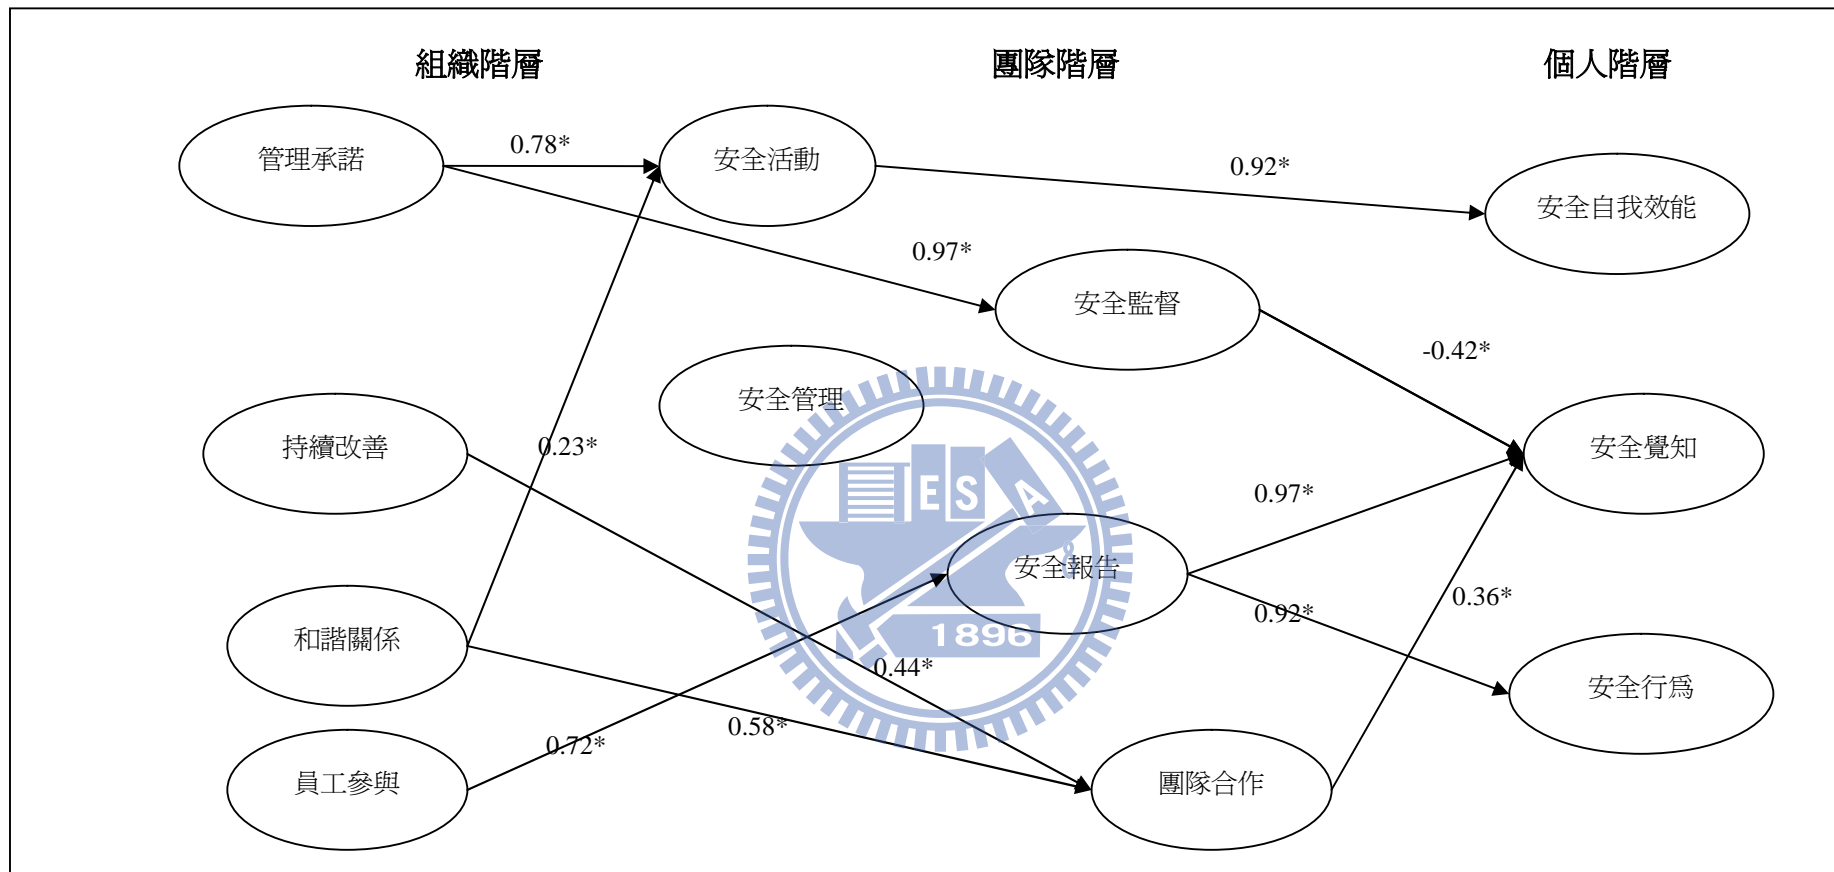 組織階層
團隊階層
個人階層
管理承諾
0.78*
安全活動
0.92*
安全自我效能
0.97*
安全監督
-0.42*
安全管理
持續改善
0.23*
安全覺知
ESA
0.97*
安全報告
0.36*
0.92*
和諧關係
1896
0.44*
安全行為
0.58*
0.72*
員工參與
團隊合作